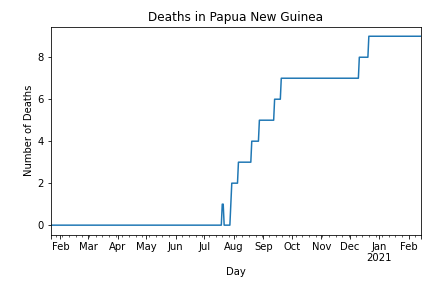 Deaths in Papua New Guinea
Number of Deaths
8
6
4
2
0
Feb Mar Apr May Jun Jul Aug Sep Oct Nov Dec Jan Feb
2021
Day